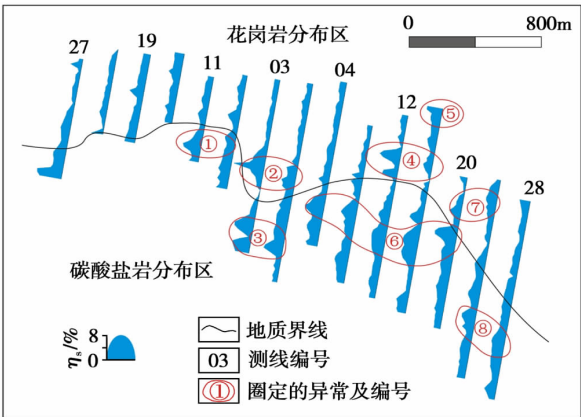 花岗岩分布区
0 800m
27 19 11 03 04 12 20 28
① ② ③ ④ ⑤ ⑥ ⑦ ⑧
碳酸盐岩分布区
ηs/%
8
0
地质界线
03 测线编号
① 圈定的异常及编号